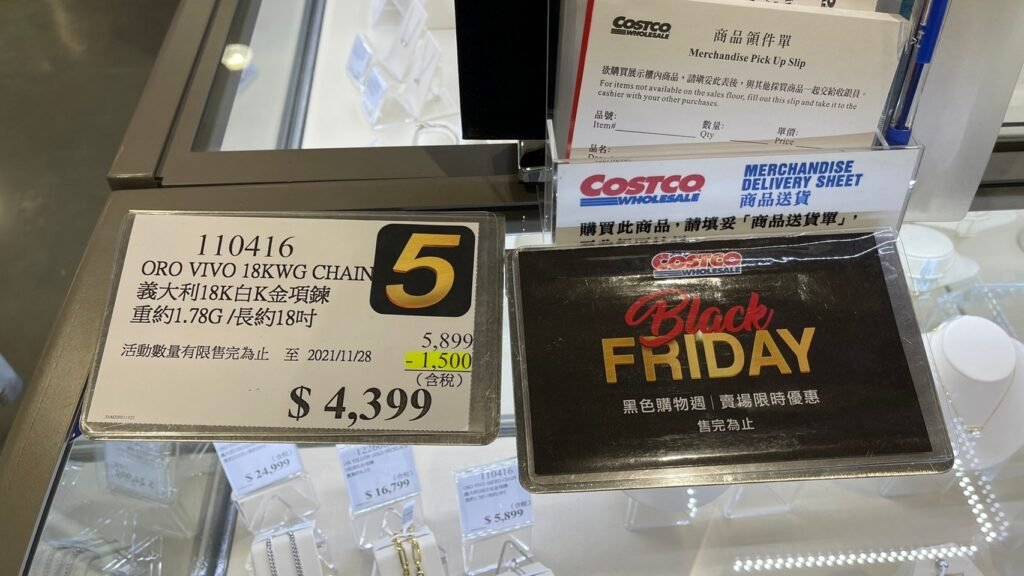 COSTCO
WHOLESALE
商品領件單
Merchandise Pick Up Slip
欲購買展示櫃內商品,請填妥此表後,與其他採買商品一起交給收銀員。
For items not available on the sales floor, fill out this slip and take it to the
cashier with your other purchases.
品號:
Item#
數量:
Qty
單價:
Price
品名:
COSTCO
WHOLESALE
MERCHANDISE
DELIVERY SHEET
商品送貨
購買此商品,請填妥「商品送貨單」,
110416
ORO VIVO 18KWG CHAIN
義大利18K白K金項鍊
重約1.78G /長約18吋
5
活動數量有限售完為止 至 2021/11/28
5,899
- 1,500
(含稅)
$ 4,399
COSTCO
WHOLESALE
Black
FRIDAY
黑色購物週|賣場限時優惠
售完為止
$ 24,999
$ 16,799
110416
$ 5,899